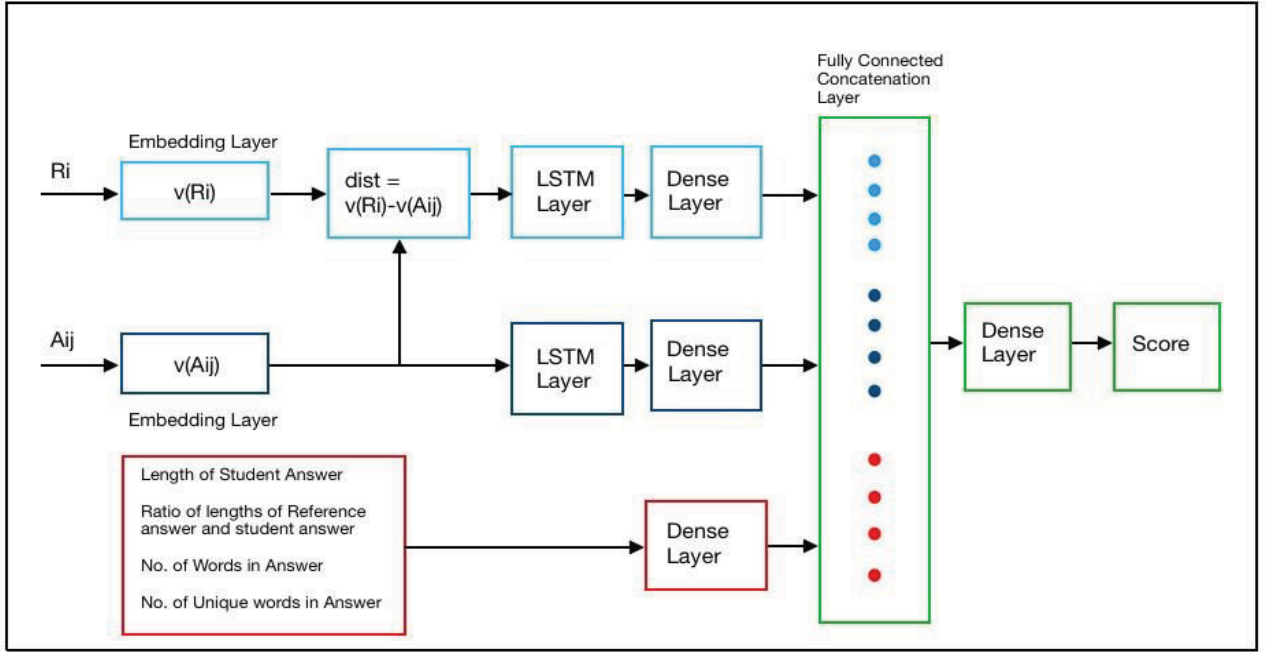 Fully Connected
Concatenation
Layer
Embedding Layer
Ri
v(Ri)
dist =
v(Ri)-v(Aij)
LSTM
Layer
Dense
Layer
Aij
v(Aij)
LSTM
Layer
Dense
Layer
Embedding Layer
Dense
Layer
Score
Length of Student Answer
Ratio of lengths of Reference
answer and student answer
No. of Words in Answer
No. of Unique words in Answer
Dense
Layer